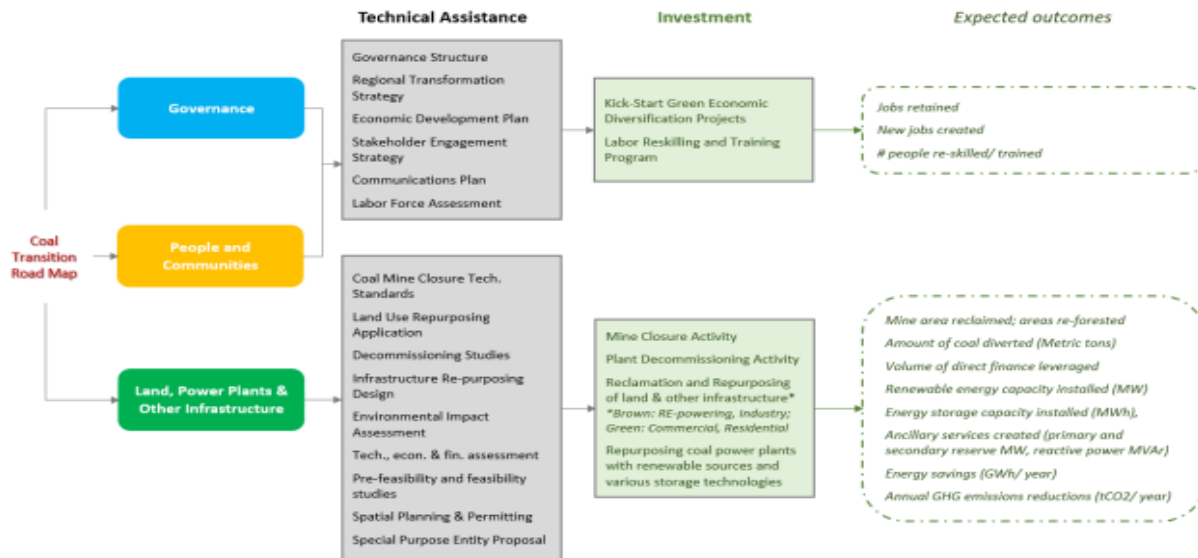 Technical Assistance
Investment
Expected outcomes
Coal
Transition
Road Map
Governance
People and
Communities
Land, Power Plants &
Other Infrastructure
Governance Structure
Regional Transformation
Strategy
Economic Development Plan
Stakeholder Engagement
Strategy
Communications Plan
Labor Force Assessment
Kick-Start Green Economic
Diversification Projects
Labor Reskilling and Training
Program
Jobs retained
New jobs created
# people re-skilled/ trained
Coal Mine Closure Tech.
Standards
Land Use Repurposing
Application
Decommissioning Studies
Infrastructure Re-purposing
Design
Environmental Impact
Assessment
Tech., econ. & fin. assessment
Pre-feasibility and feasibility
studies
Spatial Planning & Permitting
Special Purpose Entity Proposal
Mine Closure Activity
Plant Decommissioning Activity
Reclamation and Repurposing
of land & other infrastructure*
*Brown: RE-powering, Industry;
Green: Commercial, Residential
Repurposing coal power plants
with renewable sources and
various storage technologies
Mine area reclaimed; areas re-forested
Amount of coal diverted (Metric tons)
Volume of direct finance leveraged
Renewable energy capacity installed (MW)
Energy storage capacity installed (MWh),
Ancillary services created (primary and
secondary reserve MW, reactive power MVAr)
Energy savings (GWh/ year)
Annual GHG emissions reductions (tCO2/ year)